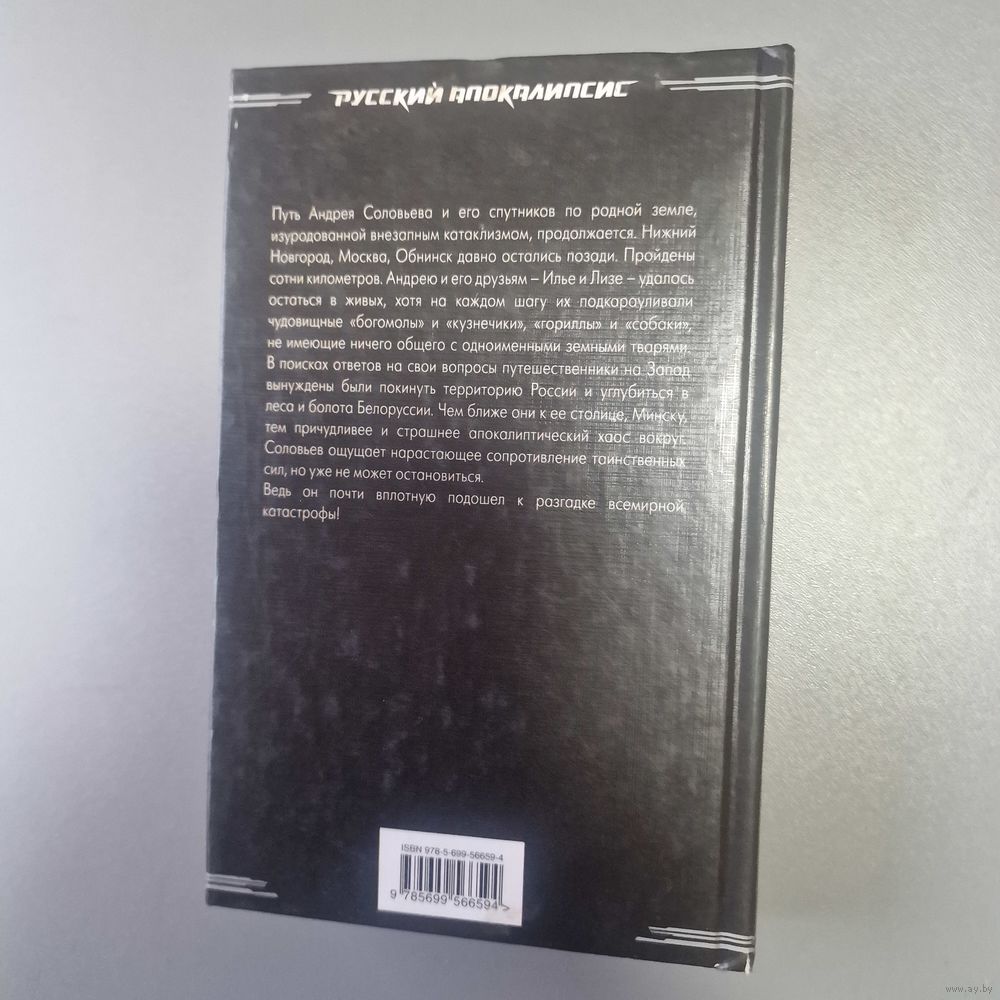 РУССКИЙ АПОКАЛИПСИС
Путь Андрея Соловьева и его спутников по родной земле,
изуродованной внезапным катаклизмом, продолжается. Нижний
Новгород, Москва, Обнинск давно остались позади. Пройдены
сотни километров. Андрею и его друзьям – Илье и Лизе – удалось
остаться в живых, хотя на каждом шагу их подкарауливали
чудовищные «богомолы» и «кузнечики», «гориллы» и «собаки»,
не имеющие ничего общего с одноименными земными тварями.
В поисках ответов на свои вопросы путешественники на Запад
вынуждены были покинуть территорию России и углубиться в
леса и болота Белоруссии. Чем ближе они к ее столице, Минску,
тем причудливее и страшнее апокалиптический хаос вокруг.
Соловьев ощущает нарастающее сопротивление таинственных
сил, но уже не может остановиться.
Ведь он почти вплотную подошел к разгадке всемирной
катастрофы!
ISBN 978-5-699-56659-4
9 785699 566594 >
www.ay.by